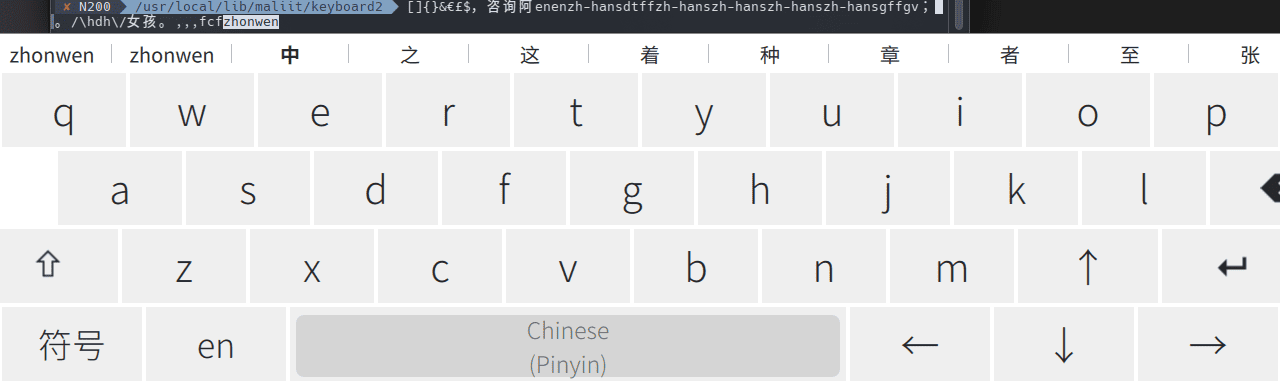 ✘ N200 /usr/local/lib/maliit/keyboard2 []{}&€£$，咨询阿enenzh-hansdtffzh-hanszh-hanszh-hanszh-hansgffgv；
。/\hdh\/女孩。,,,fcfzhonwen
zhonwen zhonwen 中 之 这 着 种 章 者 至 张
q w e r t y u i o p
a s d f g h j k l
⇧ z x c v b n m ↑ ↵
符号 en Chinese ← ↓ →
(Pinyin)